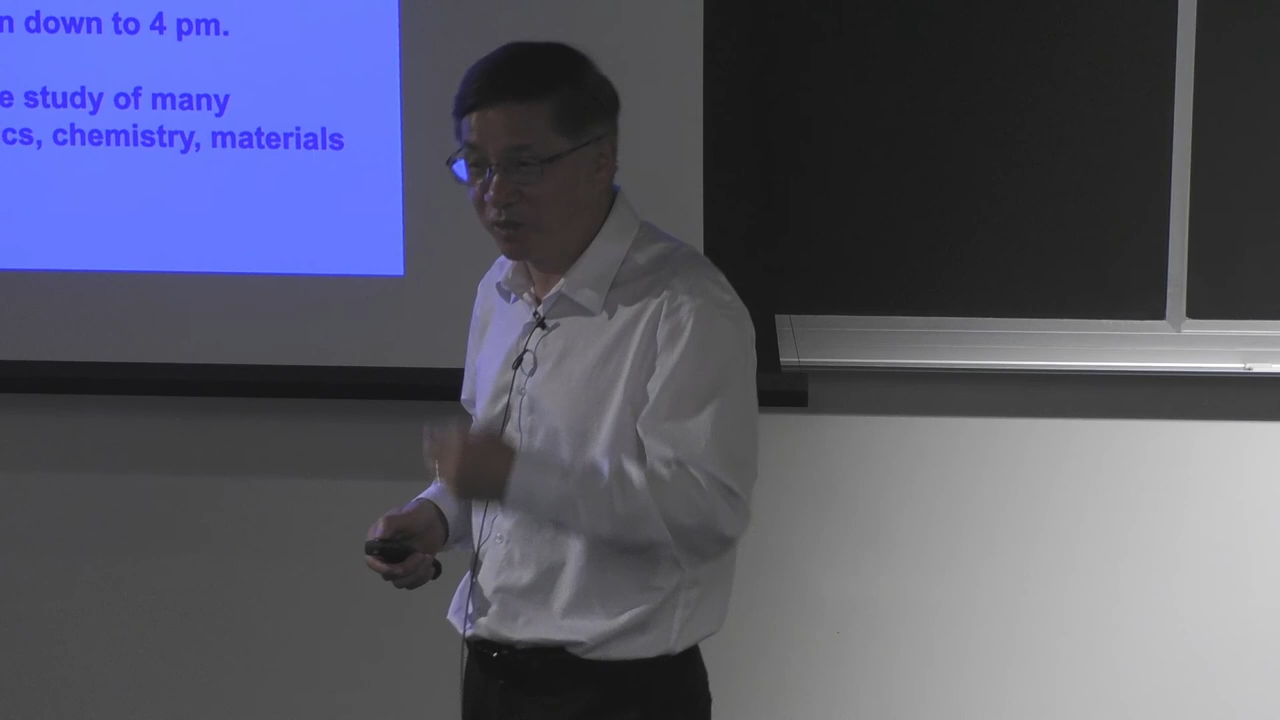 n down to 4 pm.
e study of many
cs, chemistry, materials